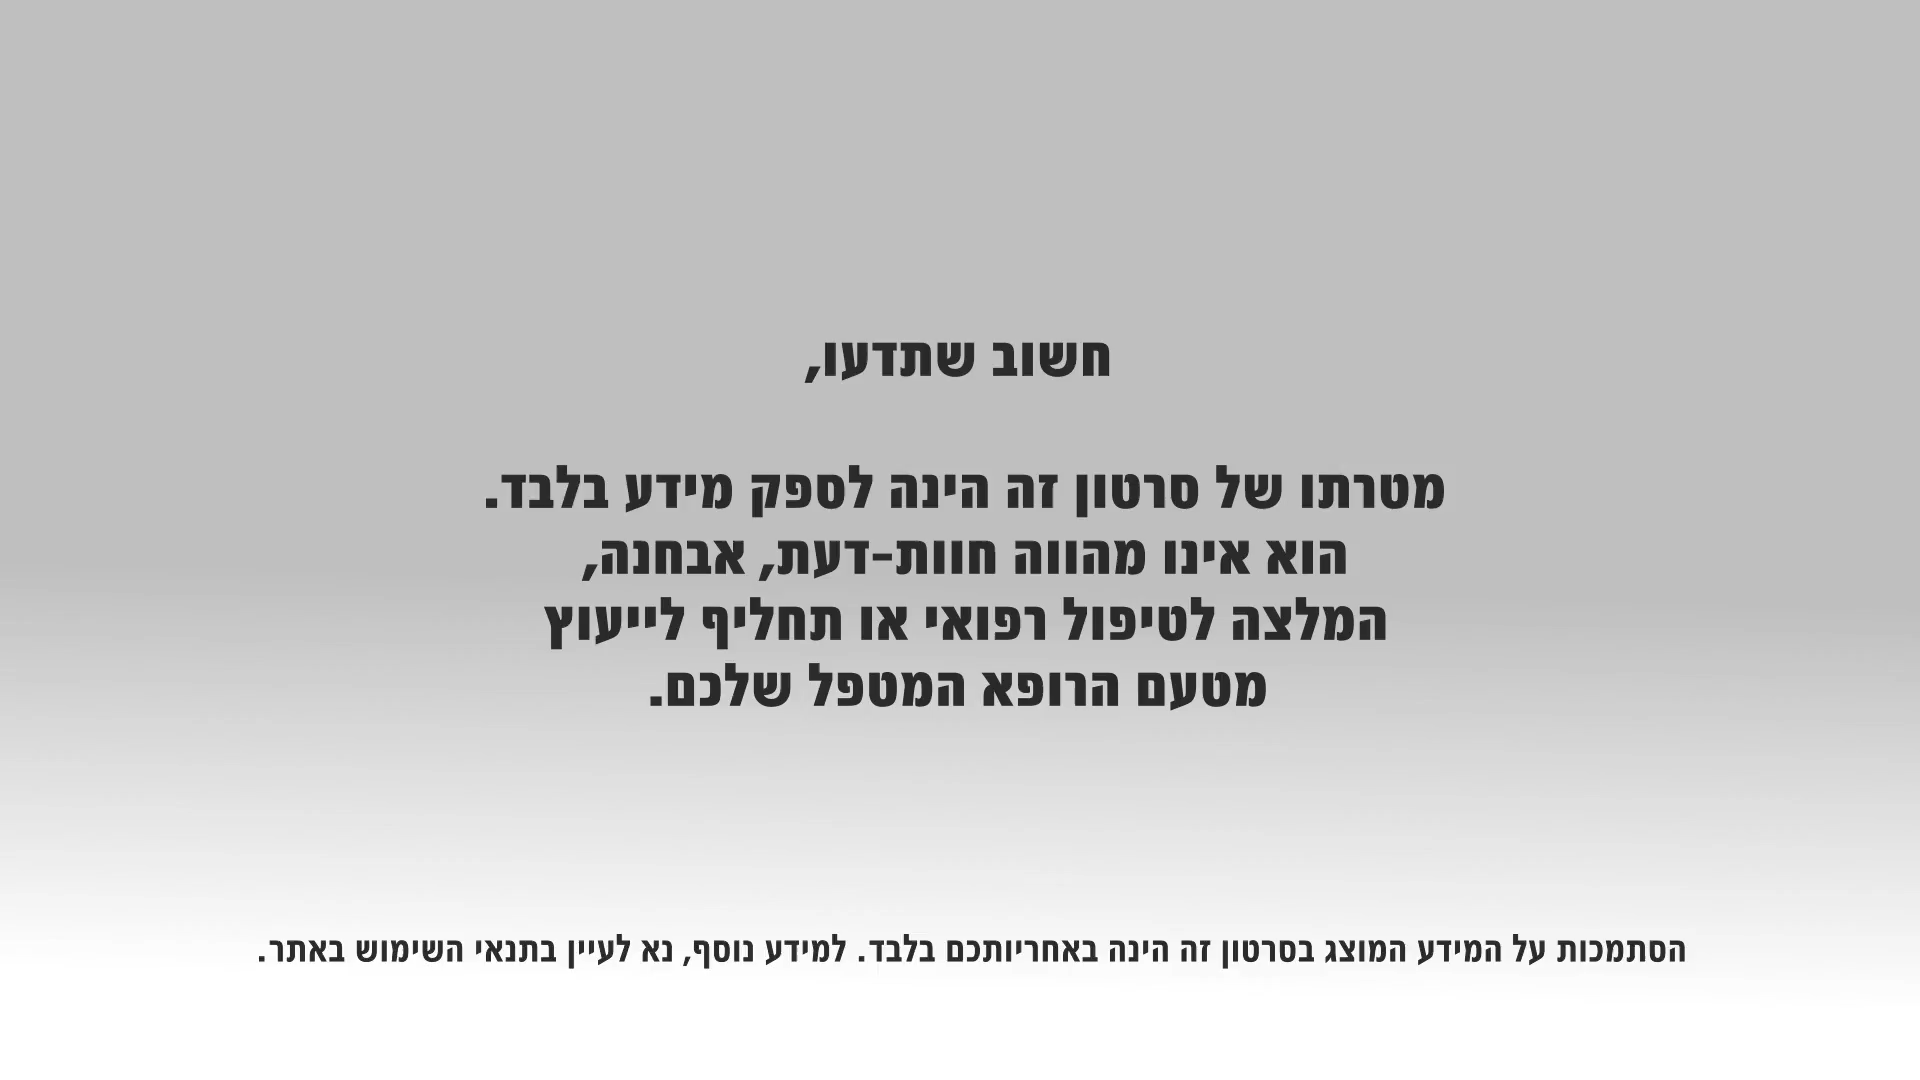 חשוב שתדעו,
מטרתו של סרטון זה הינה לספק מידע בלבד.
הוא אינו מהווה חוות-דעת, אבחנה,
המלצה לטיפול רפואי או תחליף לייעוץ
מטעם הרופא המטפל שלכם.
הסתמכות על המידע המוצג בסרטון זה הינה באחריותכם בלבד. למידע נוסף, נא לעיין בתנאי השימוש באתר.